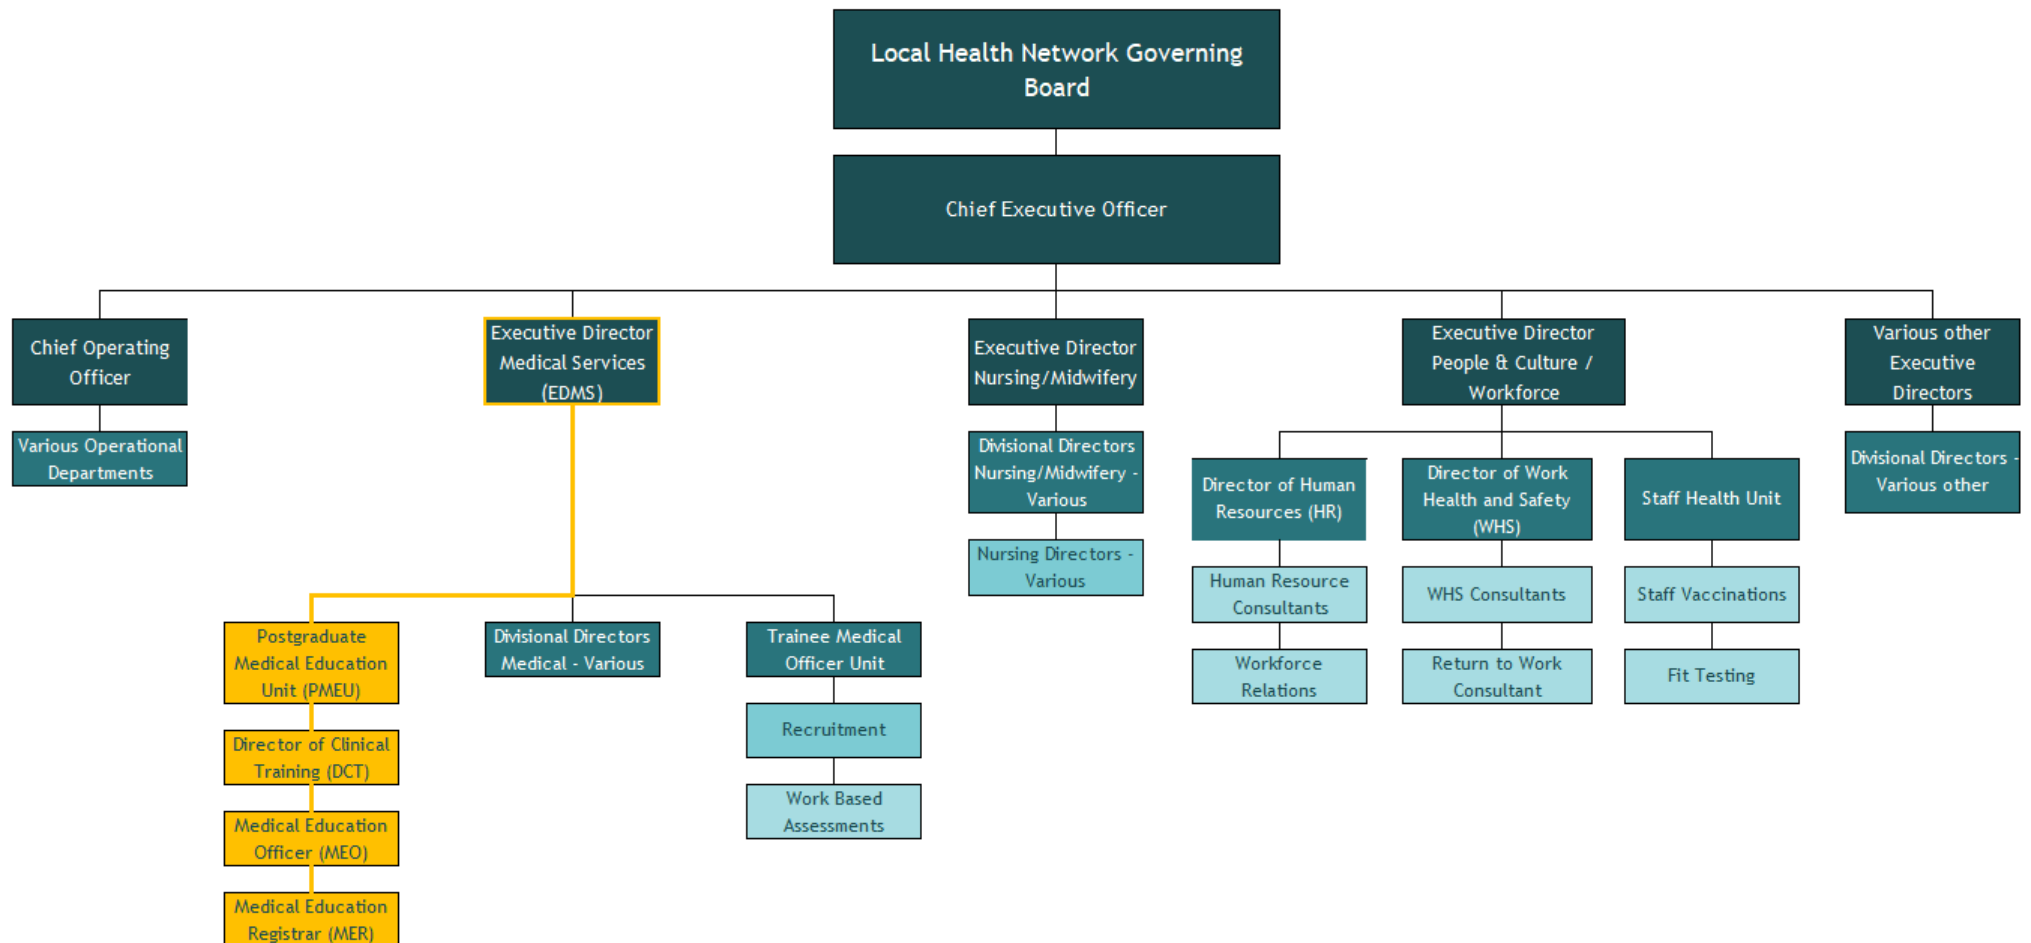 Local Health Network Governing
Board
Chief Executive Officer
Chief Operating
Officer
Various Operational
Departments
Executive Director
Medical Services
(EDMS)
Postgraduate
Medical Education
Unit (PMEU)
Director of Clinical
Training (DCT)
Medical Education
Officer (MEO)
Medical Education
Registrar (MER)
Divisional Directors
Medical - Various
Trainee Medical
Officer Unit
Recruitment
Work Based
Assessments
Executive Director
Nursing/Midwifery
Divisional Directors
Nursing/Midwifery -
Various
Nursing Directors -
Various
Executive Director
People & Culture /
Workforce
Director of Human
Resources (HR)
Human Resource
Consultants
Workforce
Relations
Director of Work
Health and Safety
(WHS)
WHS Consultants
Return to Work
Consultant
Staff Health Unit
Staff Vaccinations
Fit Testing
Various other
Executive
Directors
Divisional Directors -
Various other